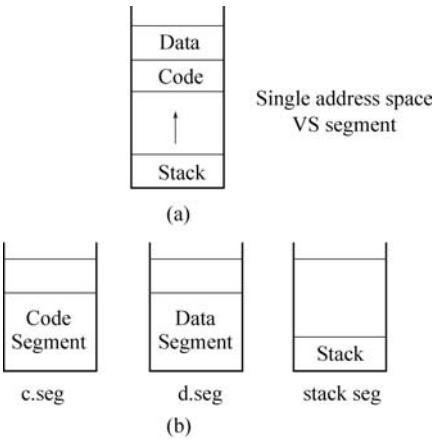 Data
Code
Single address space
VS segment
Stack
(a)
Code
Segment
Data
Segment
Stack
c.seg
d.seg
stack seg
(b)